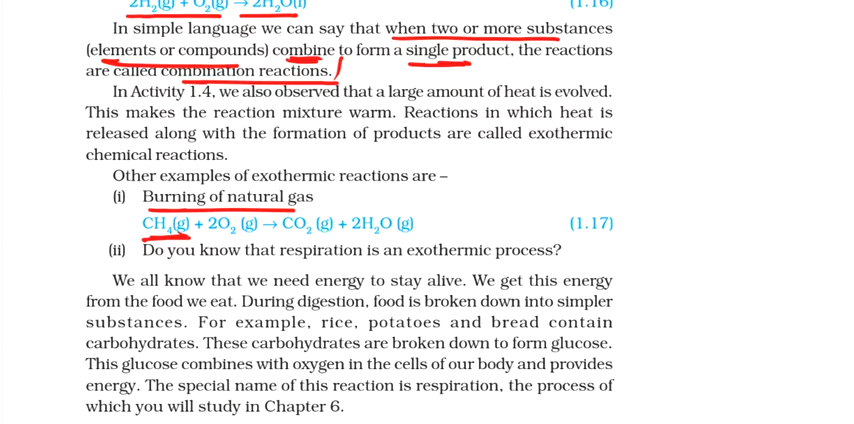 2H₂(g) + O₂(g) → 2H₂O(l) (1.16)
In simple language we can say that when two or more substances
(elements or compounds) combine to form a single product, the reactions
are called combination reactions.
In Activity 1.4, we also observed that a large amount of heat is evolved.
This makes the reaction mixture warm. Reactions in which heat is
released along with the formation of products are called exothermic
chemical reactions.
Other examples of exothermic reactions are –
(i) Burning of natural gas
CH₄(g) + 2O₂ (g) → CO₂ (g) + 2H₂O (g) (1.17)
(ii) Do you know that respiration is an exothermic process?
We all know that we need energy to stay alive. We get this energy
from the food we eat. During digestion, food is broken down into simpler
substances. For example, rice, potatoes and bread contain
carbohydrates. These carbohydrates are broken down to form glucose.
This glucose combines with oxygen in the cells of our body and provides
energy. The special name of this reaction is respiration, the process of
which you will study in Chapter 6.